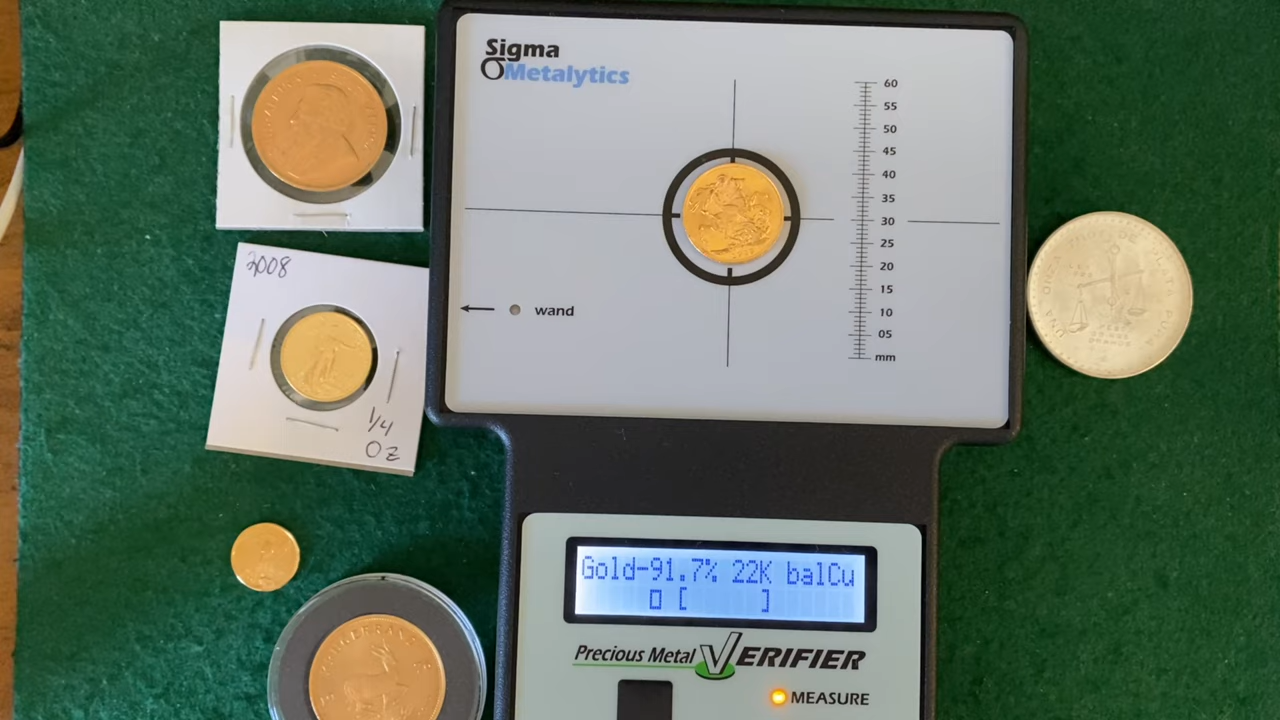 Sigma
Metalytics
60
55
50
45
40
35
30
25
20
15
10
05
mm
wand
2008
1/4
Oz
Gold-91.7% 22K balCu
[ ]
Precious Metal VERIFIER
MEASURE